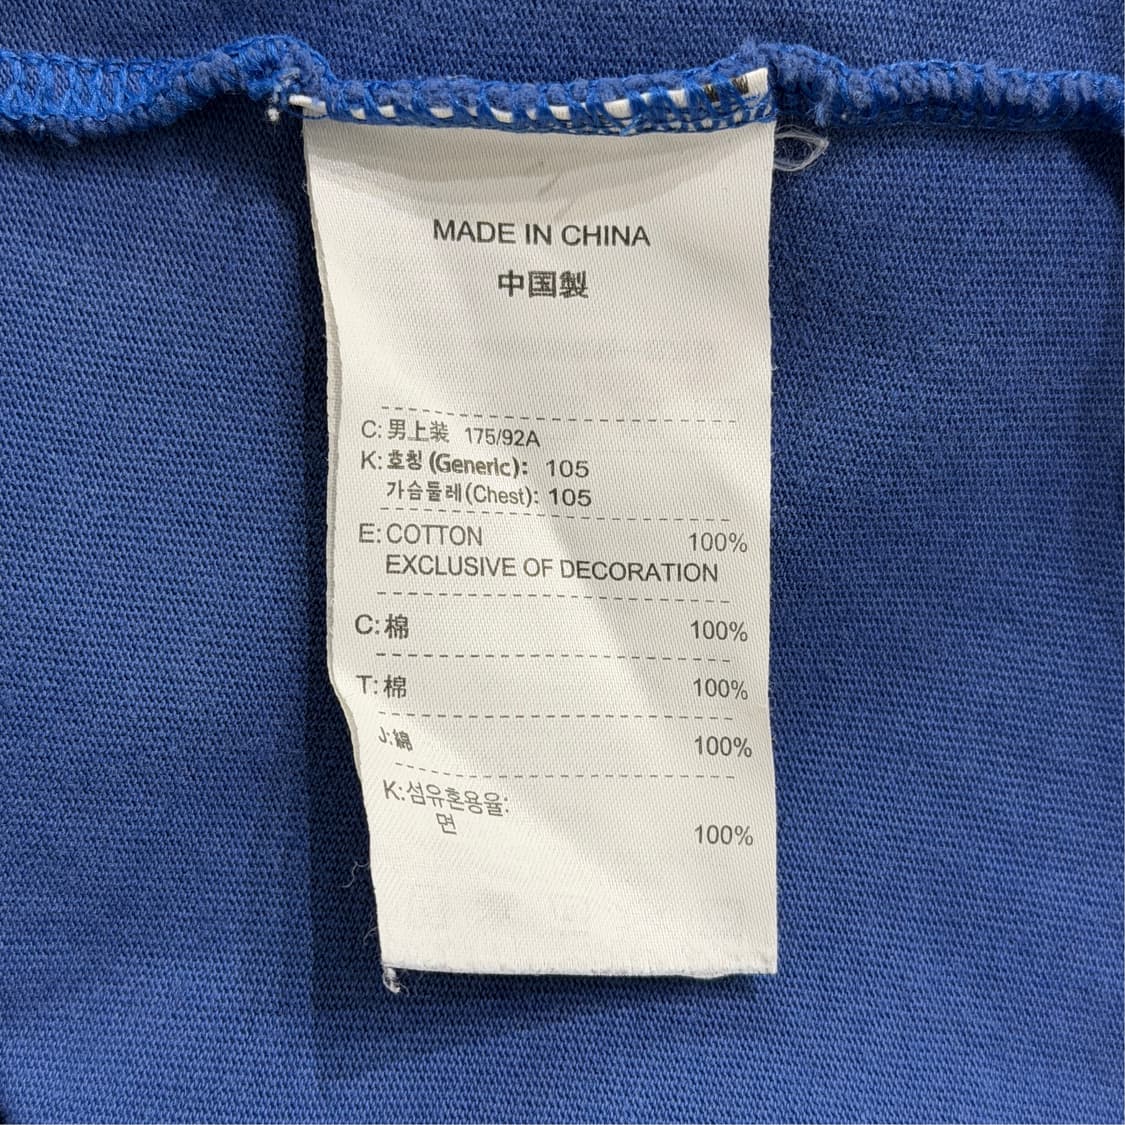 MADE IN CHINA
中国製
C: 男上装 175/92A
K: 호칭 (Generic): 105
가슴둘레(Chest): 105
E: COTTON 100%
EXCLUSIVE OF DECORATION
C: 棉 100%
T: 棉 100%
J: 綿 100%
K: 섬유혼용율:
면 100%